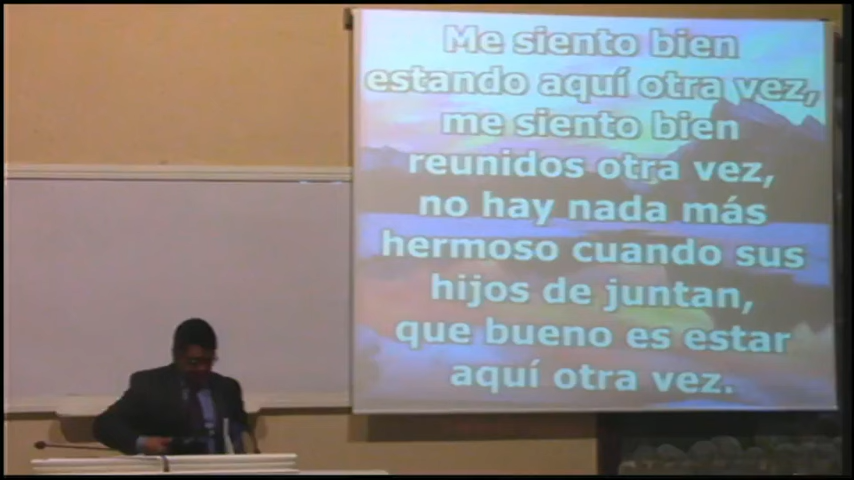 Me siento bien
estando aquí otra vez,
me siento bien
reunidos otra vez,
no hay nada más
hermoso cuando sus
hijos de juntan,
que bueno es estar
aquí otra vez.